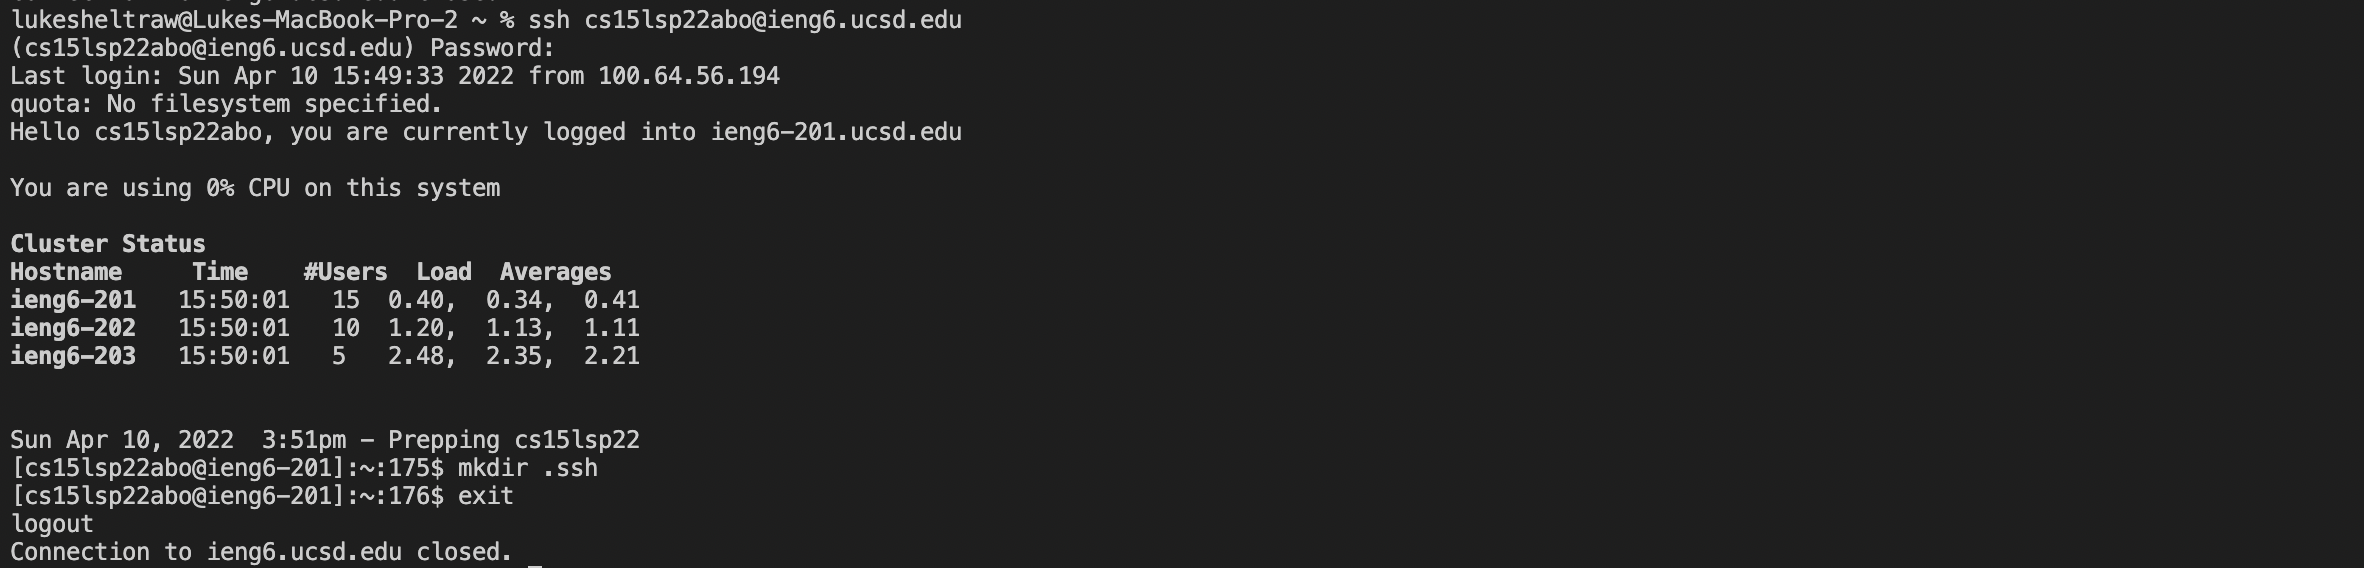 lukesheltraw@Lukes-MacBook-Pro-2 ~ % ssh cs15lsp22abo@ieng6.ucsd.edu
(cs15lsp22abo@ieng6.ucsd.edu) Password:
Last login: Sun Apr 10 15:49:33 2022 from 100.64.56.194
quota: No filesystem specified.
Hello cs15lsp22abo, you are currently logged into ieng6-201.ucsd.edu
You are using 0% CPU on this system
Cluster Status
Hostname     Time    #Users  Load  Averages
ieng6-201   15:50:01   15  0.40,  0.34,  0.41
ieng6-202   15:50:01   10  1.20,  1.13,  1.11
ieng6-203   15:50:01   5   2.48,  2.35,  2.21
Sun Apr 10, 2022  3:51pm - Prepping cs15lsp22
[cs15lsp22abo@ieng6-201]:~:175$ mkdir .ssh
[cs15lsp22abo@ieng6-201]:~:176$ exit
logout
Connection to ieng6.ucsd.edu closed.